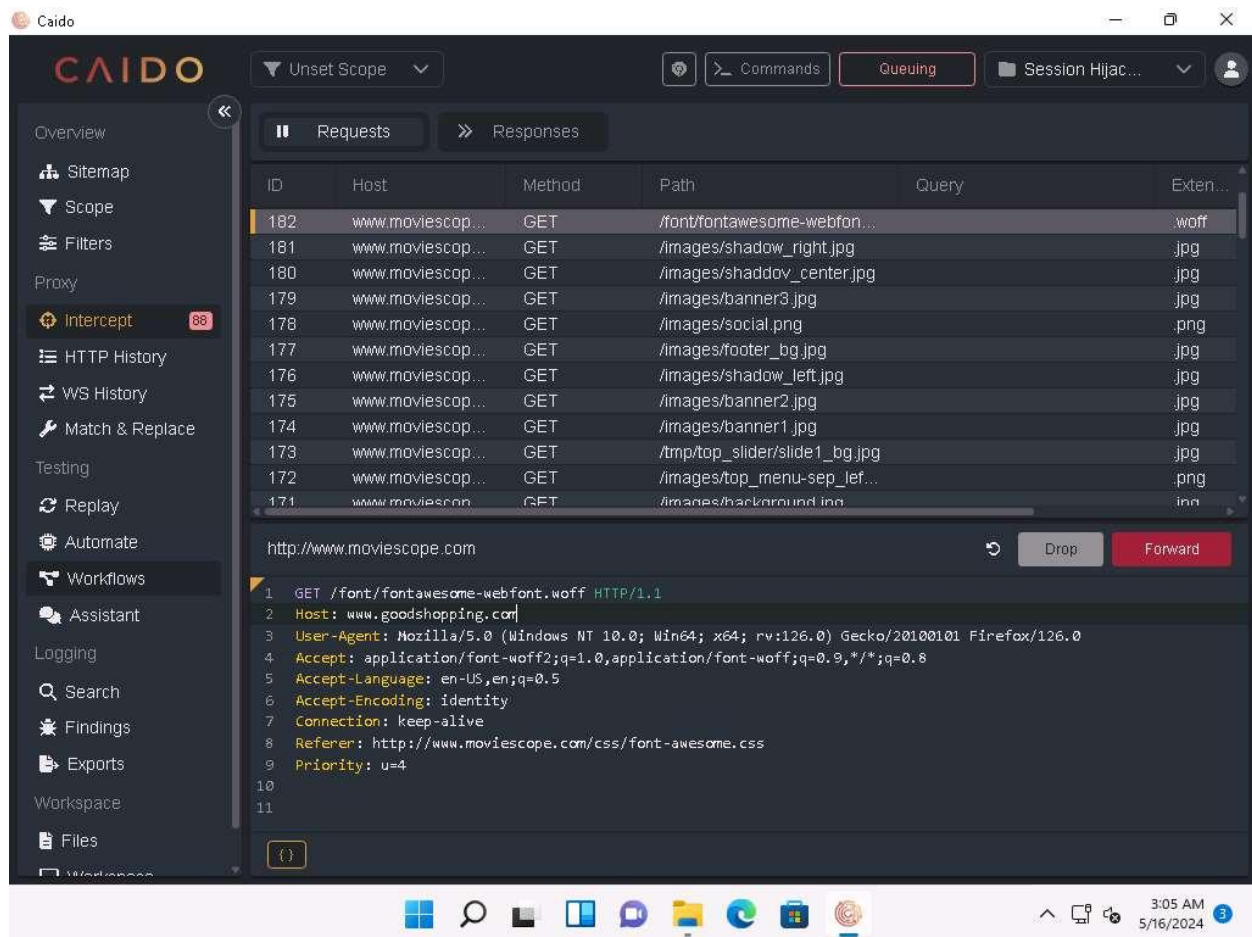 Caido
CAIDO
Unset Scope
Commands
Queuing
Session Hijac...
Overview
Sitemap
Scope
Filters
Proxy
Intercept 88
HTTP History
WS History
Match & Replace
Testing
Replay
Automate
Workflows
Assistant
Logging
Search
Findings
Exports
Workspace
Files
Requests
Responses
ID Host Method Path Query Exten...
182 www.moviescop... GET /font/fontawesome-webfon... .woff
181 www.moviescop... GET /images/shadow_right.jpg .jpg
180 www.moviescop... GET /images/shaddov_center.jpg .jpg
179 www.moviescop... GET /images/banner3.jpg .jpg
178 www.moviescop... GET /images/social.png .png
177 www.moviescop... GET /images/footer_bg.jpg .jpg
176 www.moviescop... GET /images/shadow_left.jpg .jpg
175 www.moviescop... GET /images/banner2.jpg .jpg
174 www.moviescop... GET /images/banner1.jpg .jpg
173 www.moviescop... GET /tmp/top_slider/slide1_bg.jpg .jpg
172 www.moviescop... GET /images/top_menu-sep_lef... .png
171 GET
http://www.moviescope.com
Drop
Forward
1 GET /font/fontawesome-webfont.woff HTTP/1.1
2 Host: www.goodshopping.com
3 User-Agent: Mozilla/5.0 (Windows NT 10.0; Win64; x64; rv:126.0) Gecko/20100101 Firefox/126.0
4 Accept: application/font-woff2;q=1.0,application/font-woff;q=0.9,*/*;q=0.8
5 Accept-Language: en-US,en;q=0.5
6 Accept-Encoding: identity
7 Connection: keep-alive
8 Referer: http://www.moviescope.com/css/font-awesome.css
9 Priority: u=4
10
11
{}
3:05 AM
5/16/2024
3